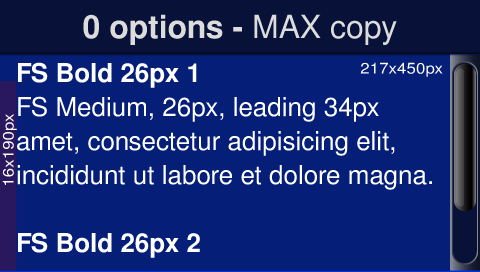 0 options - MAX copy
FS Bold 26px 1
217x450px
FS Medium, 26px, leading 34px
amet, consectetur adipisicing elit,
incididunt ut labore et dolore magna.
16x190px
FS Bold 26px 2